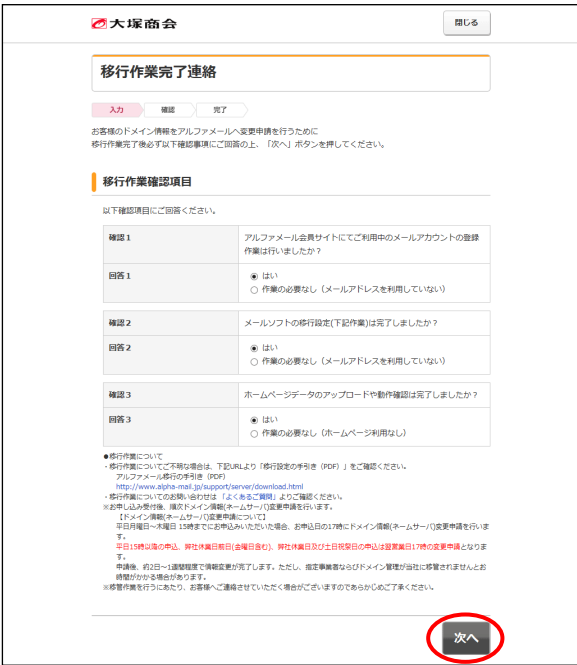 大塚商会
閉じる
移行作業完了連絡
入力
確認
完了
お客様のドメイン情報をアルファメールへ変更申請を行うために
移行作業完了後必ず以下確認事項にご回答の上、「次へ」ボタンを押してください。
移行作業確認項目
以下確認項目にご回答ください。
確認1
アルファメール会員サイトにてご利用中のメールアカウントの登録
作業は行いましたか？
回答1
はい
作業の必要なし（メールアドレスを利用していない）
確認2
メールソフトの移行設定(下記作業)は完了しましたか？
回答2
はい
作業の必要なし（メールアドレスを利用していない）
確認3
ホームページデータのアップロードや動作確認は完了しましたか？
回答3
はい
作業の必要なし（ホームページ利用なし）
●移行作業について
・移行作業についてご不明な場合は、下記URLより「移行設定の手引き（PDF）」をご確認ください。
アルファメール移行の手引き（PDF）
http://www.alpha-mail.jp/support/server/download.html
・移行作業についてのお問い合わせは「よくあるご質問」よりご確認ください。
※お申し込み受付後、順次ドメイン情報(ネームサーバ)変更申請を行います。
【ドメイン情報(ネームサーバ)変更申請について】
平日月曜日～木曜日 15時までにお申込みいただいた場合、お申込日の17時にドメイン情報(ネームサーバ)変更申請を行いま
す。
平日15時以降の申込、弊社休業日前日(金曜日含む)、弊社休業日及び土日祝祭日の申込は翌営業日17時の変更申請となりま
す。
申請後、約2日～1週間程度で情報変更が完了します。ただし、指定事業者ならびドメイン管理が当社に移管されませんとお
時間がかかる場合があります。
※移管作業を行うにあたり、お客様へご連絡させていただく場合がございますのであらかじめご了承ください。
次へ